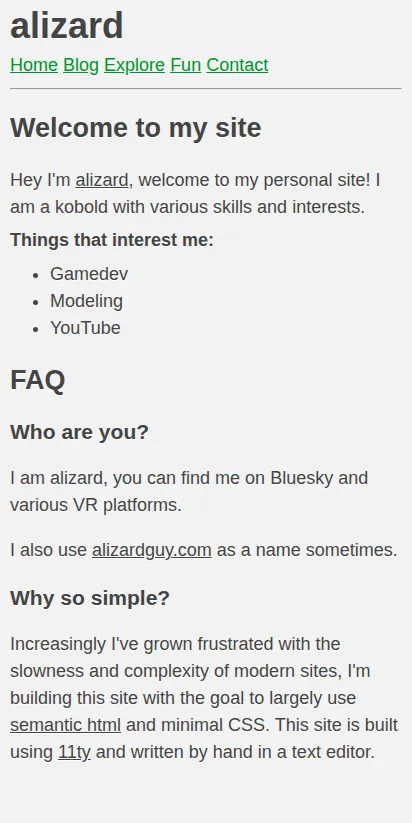 alizard
Home Blog Explore Fun Contact
Welcome to my site
Hey I'm alizard, welcome to my personal site! I
am a kobold with various skills and interests.
Things that interest me:
• Gamedev
• Modeling
• YouTube
FAQ
Who are you?
I am alizard, you can find me on Bluesky and
various VR platforms.
I also use alizardguy.com as a name sometimes.
Why so simple?
Increasingly I've grown frustrated with the
slowness and complexity of modern sites, I'm
building this site with the goal to largely use
semantic html and minimal CSS. This site is built
using 11ty and written by hand in a text editor.